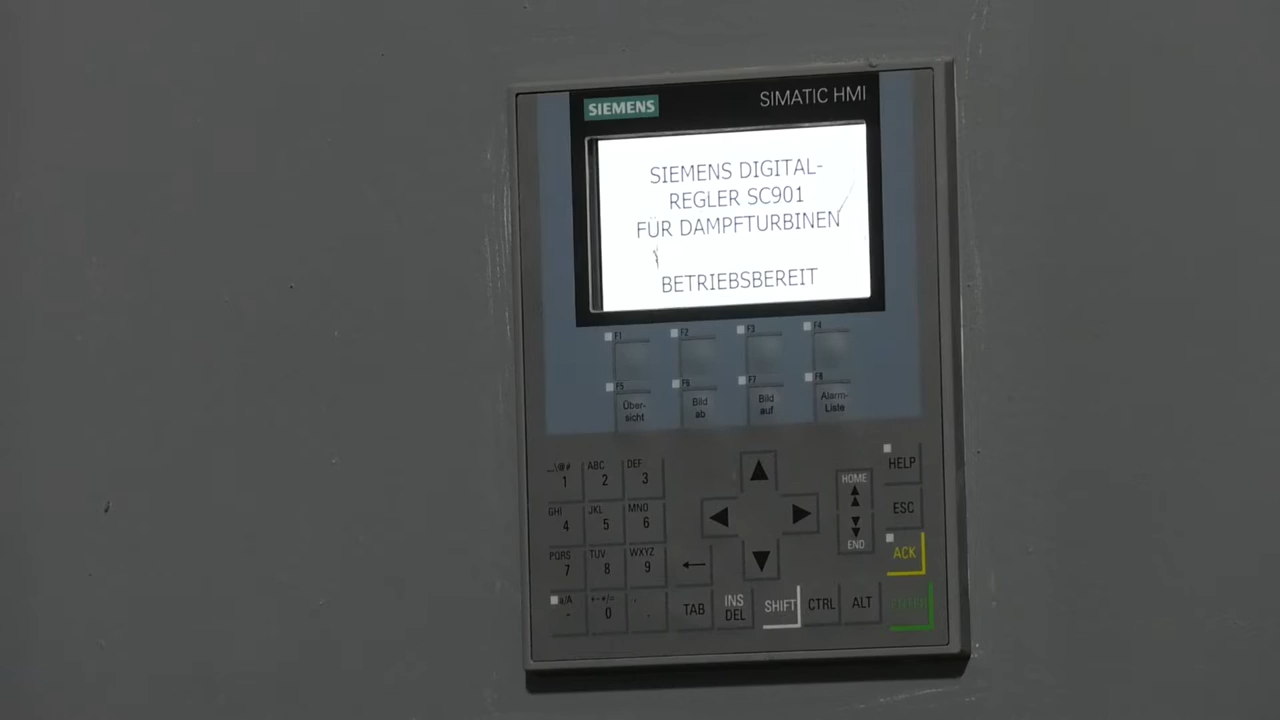 SIEMENS
SIMATIC HMI
SIEMENS DIGITAL-
REGLER SC901
FÜR DAMPFTURBINEN
BETRIEBSBEREIT
F1 F2 F3 F4
F5 F6 F7 F8
Über-
sicht
Bild
ab
Bild
auf
Alarm-
Liste
ABC DEF
1 2 3
GHI JKL MNO
4 5 6
PQRS TUV WXYZ
7 8 9
a/A
- 0 .
←
TAB
INS
DEL
SHIFT
CTRL
ALT
ENTER
HOME
END
HELP
ESC
ACK